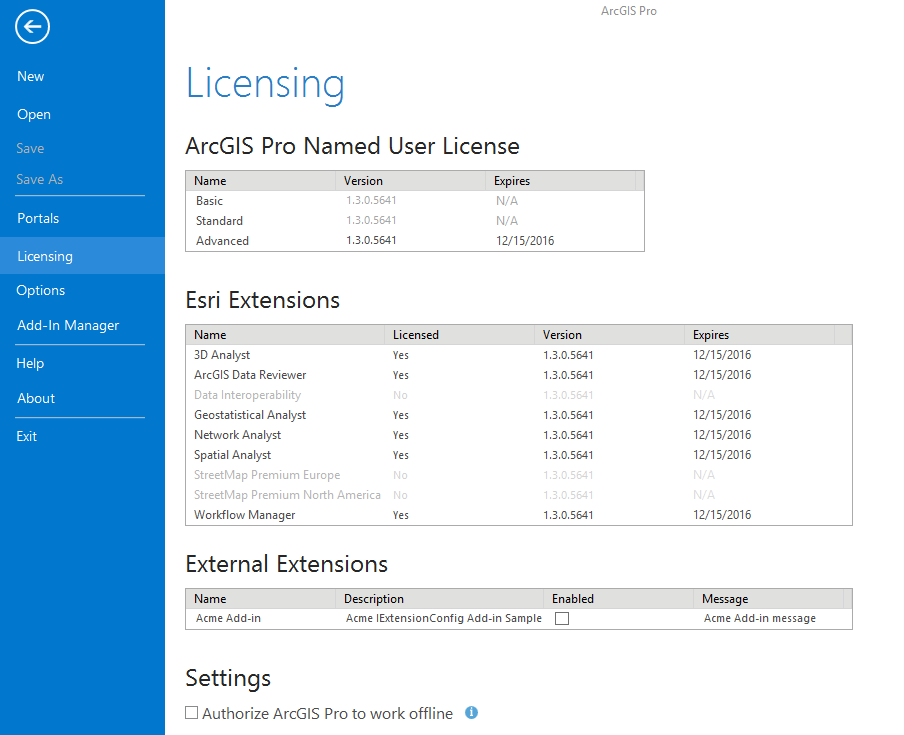 ArcGIS Pro
New
Open
Save
Save As
Portals
Licensing
Options
Add-In Manager
Help
About
Exit
Licensing
ArcGIS Pro Named User License
Name Version Expires
Basic 1.3.0.5641 N/A
Standard 1.3.0.5641 N/A
Advanced 1.3.0.5641 12/15/2016
Esri Extensions
Name Licensed Version Expires
3D Analyst Yes 1.3.0.5641 12/15/2016
ArcGIS Data Reviewer Yes 1.3.0.5641 12/15/2016
Data Interoperability No 1.3.0.5641 N/A
Geostatistical Analyst Yes 1.3.0.5641 12/15/2016
Network Analyst Yes 1.3.0.5641 12/15/2016
Spatial Analyst Yes 1.3.0.5641 12/15/2016
StreetMap Premium Europe No 1.3.0.5641 N/A
StreetMap Premium North America No 1.3.0.5641 N/A
Workflow Manager Yes 1.3.0.5641 12/15/2016
External Extensions
Name Description Enabled Message
Acme Add-in Acme IExtensionConfig Add-in Sample Acme Add-in message
Settings
Authorize ArcGIS Pro to work offline